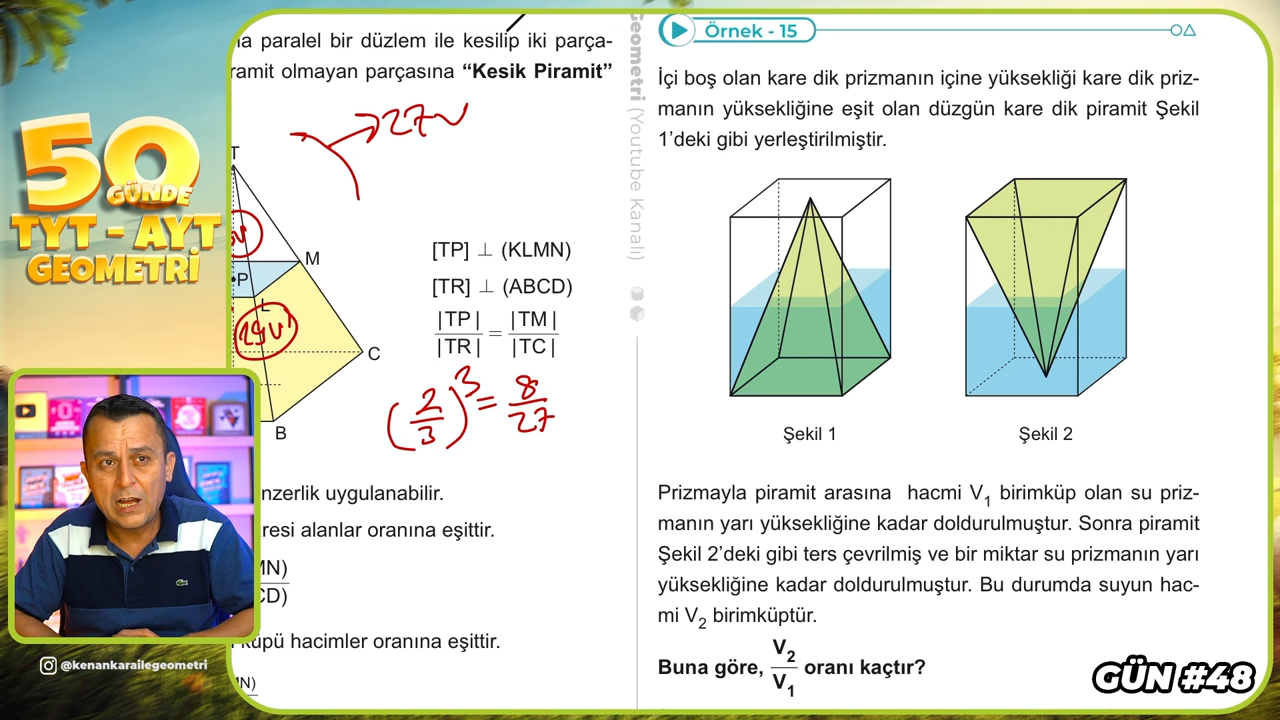 50
GÜNDE
TYT - AYT
GEOMETRİ
a paralel bir düzlem ile kesilip iki parça-
ramit olmayan parçasına “Kesik Piramit”
27V
T
M
P
L
C
B
[TP] ⊥ (KLMN)
[TR] ⊥ (ABCD)
|TP| / |TR| = |TM| / |TC|
(2/3)³ = 8/27
nzerlik uygulanabilir.
resi alanlar oranına eşittir.
MN)
CD)
küpü hacimler oranına eşittir.
N)
@kenankarailegeometri
Geometri (Youtube Kanalı)
Örnek - 15
İçi boş olan kare dik prizmanın içine yüksekliği kare dik priz-
manın yüksekliğine eşit olan düzgün kare dik piramit Şekil
1’deki gibi yerleştirilmiştir.
Şekil 1
Şekil 2
Prizmayla piramit arasına hacmi V₁ birimküp olan su priz-
manın yarı yüksekliğine kadar doldurulmuştur. Sonra piramit
Şekil 2’deki gibi ters çevrilmiş ve bir miktar su prizmanın yarı
yüksekliğine kadar doldurulmuştur. Bu durumda suyun hac-
mi V₂ birimküptür.
Buna göre, V₂ / V₁ oranı kaçtır?
GÜN #48